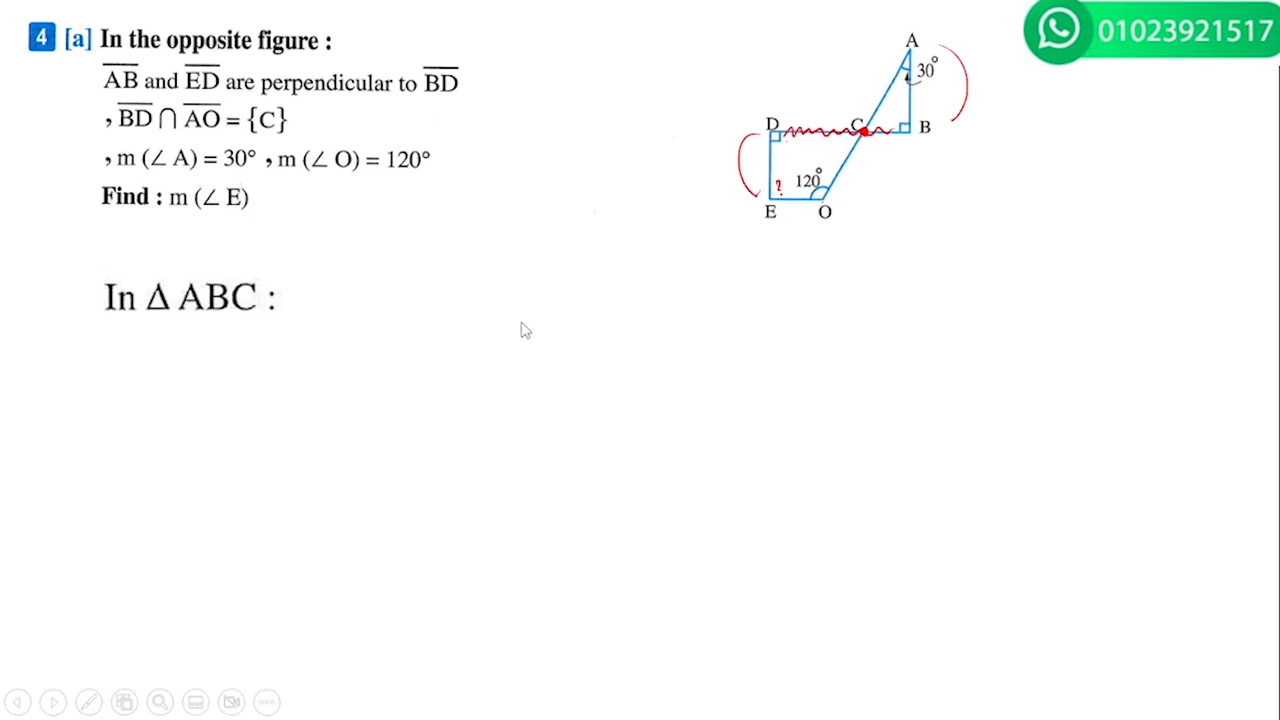 01023921517
4 [a] In the opposite figure :
AB and ED are perpendicular to BD
, BD ∩ AO = {C}
, m (∠ A) = 30° , m (∠ O) = 120°
Find : m (∠ E)
A
30°
D
C
B
?
120°
E
O
In Δ ABC :